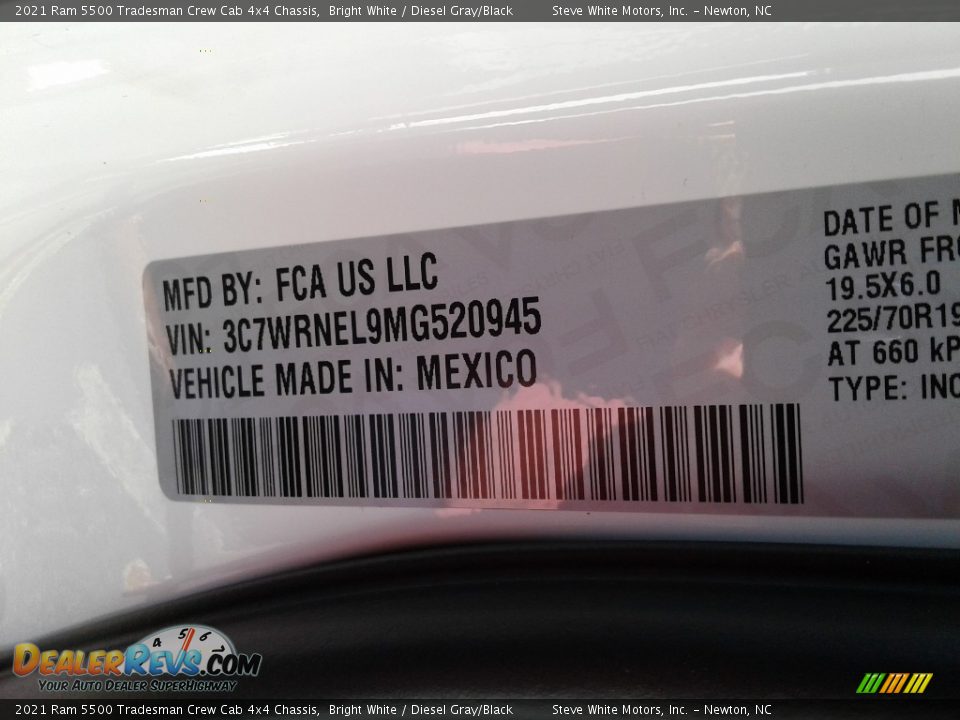 2021 Ram 5500 Tradesman Crew Cab 4x4 Chassis, Bright White / Diesel Gray/Black Steve White Motors, Inc. - Newton, NC
MFD BY: FCA US LLC
VIN: 3C7WRNEL9MG520945
VEHICLE MADE IN: MEXICO
DATE OF
GAWR
19.5X6.0
225/70R19
AT 660
TYPE:
4 5 6
DEALERREVS.COM
YOUR AUTO DEALER SUPERHIGHWAY
2021 Ram 5500 Tradesman Crew Cab 4x4 Chassis, Bright White / Diesel Gray/Black Steve White Motors, Inc. - Newton, NC